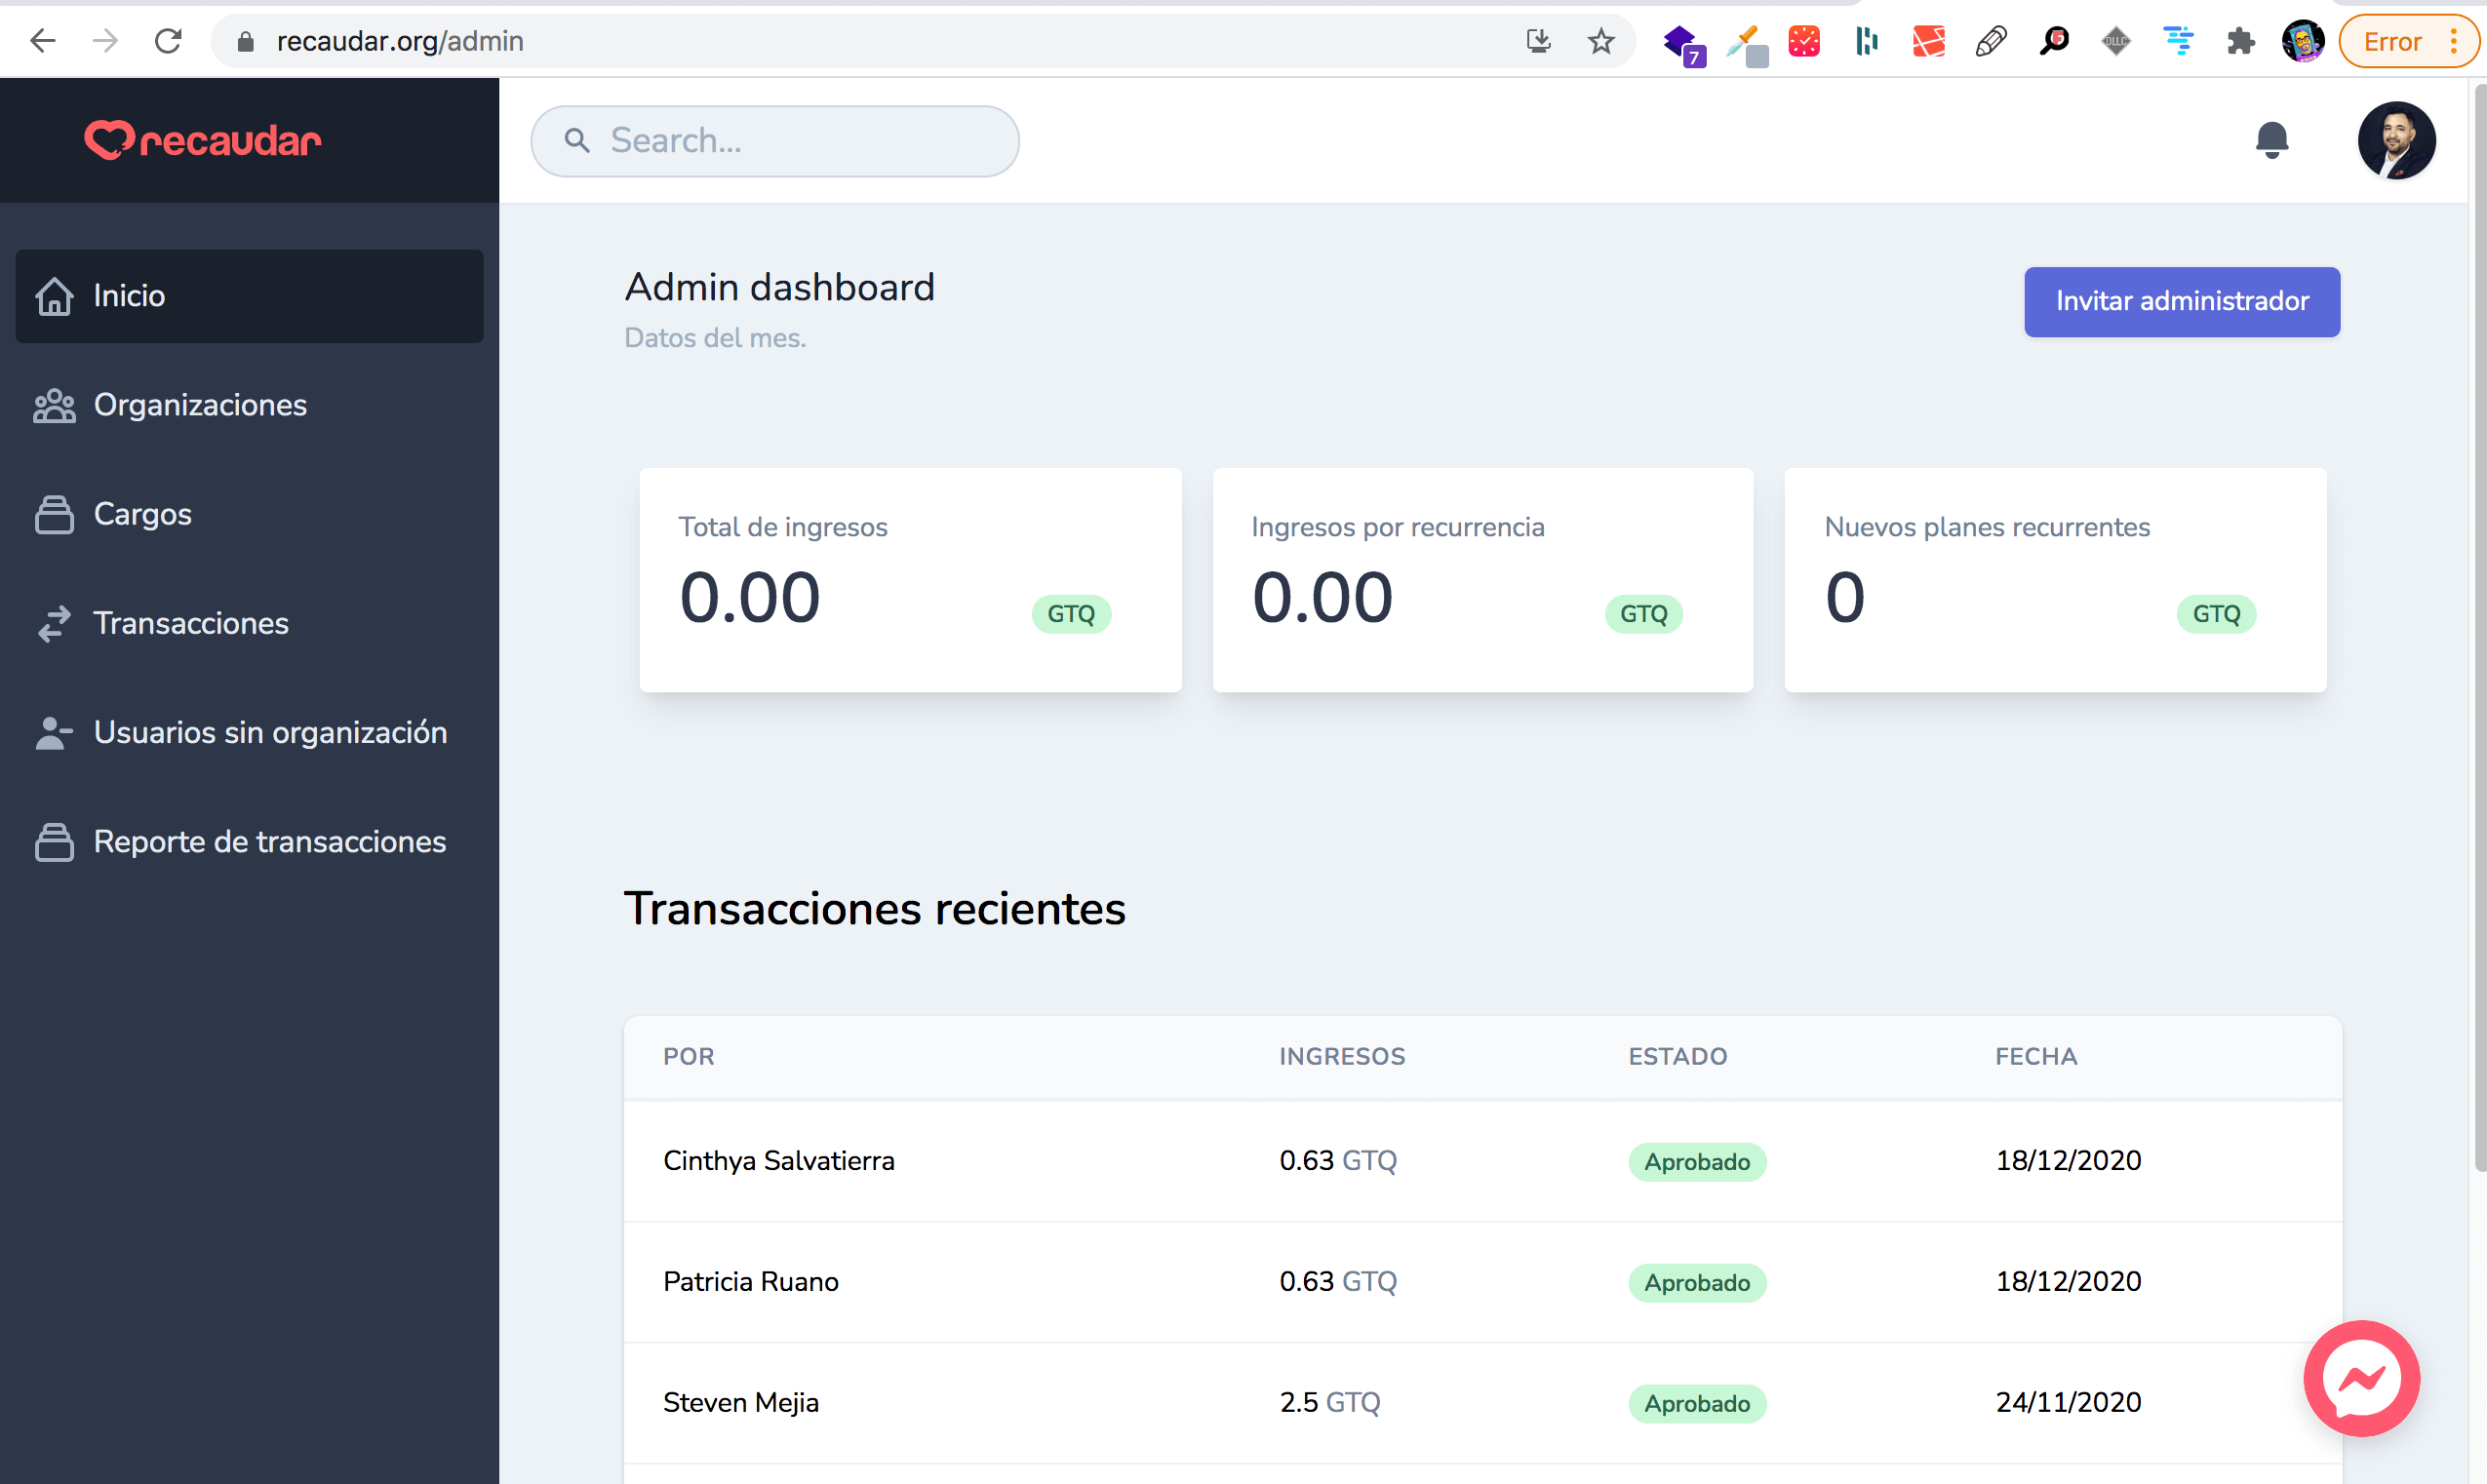 recaudar.org/admin
7
DLLC
Error
recaudar
Search...
Inicio
Organizaciones
Cargos
Transacciones
Usuarios sin organización
Reporte de transacciones
Admin dashboard
Datos del mes.
Invitar administrador
Total de ingresos
0.00 GTQ
Ingresos por recurrencia
0.00 GTQ
Nuevos planes recurrentes
0 GTQ
Transacciones recientes
POR INGRESOS ESTADO FECHA
Cinthya Salvatierra 0.63 GTQ Aprobado 18/12/2020
Patricia Ruano 0.63 GTQ Aprobado 18/12/2020
Steven Mejia 2.5 GTQ Aprobado 24/11/2020